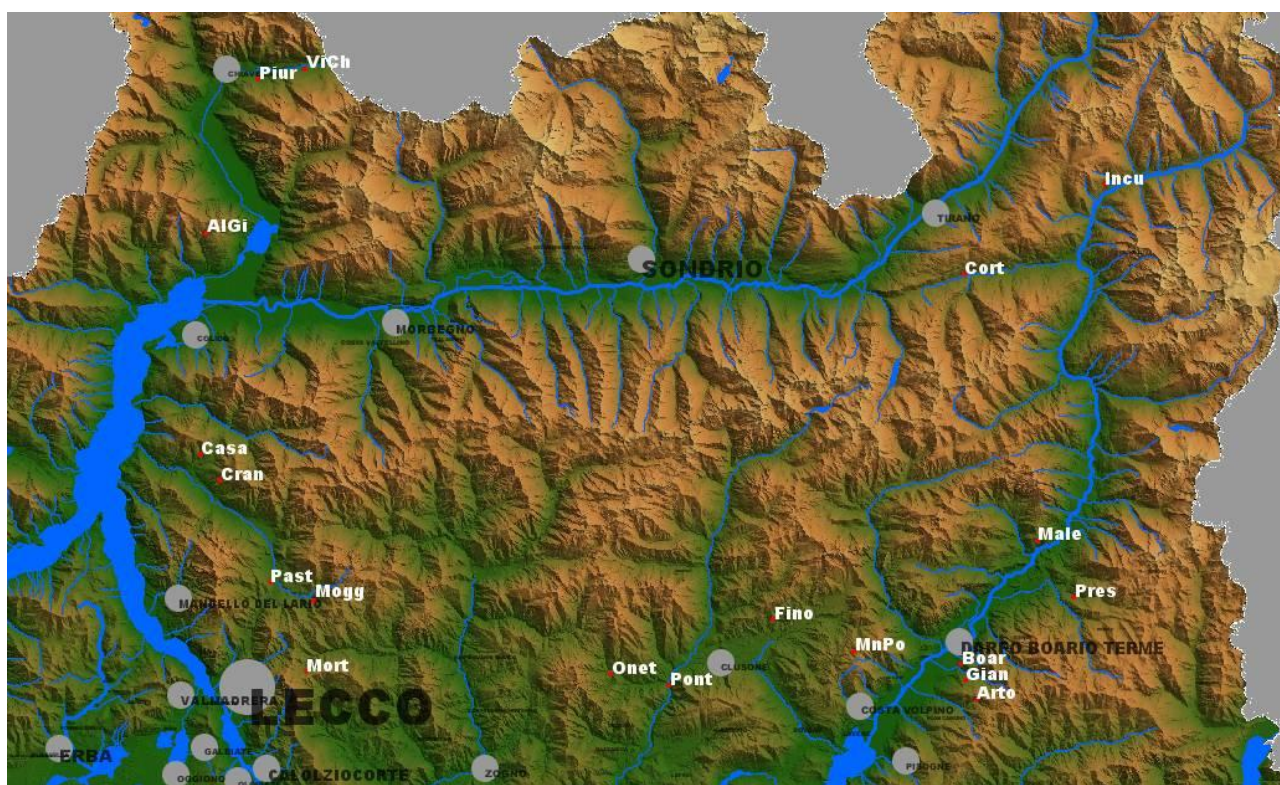 ViCh
Piur
Incu
AlGi
TIRANO
SONDRIO
Cort
MORBEGNO
COLICO
Casa
Cran
Male
Past
Mogg
MANDELLO DEL LARIO
Pres
Fino
DARFO BOARIO TERME
MnPo
Boar
Mort
Onet
CLUSONE
Gian
Pont
Arto
VALMADRERA
LECCO
COSTA VOLPINO
ERBA
GALBIATE
PISOGNE
OGGIONO
CALOLZIOCORTE
ZOGNO